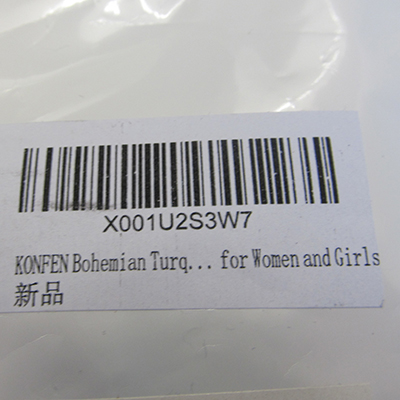 X001U2S3W7
KONFEN Bohemian Turq... for Women and Girls
新品